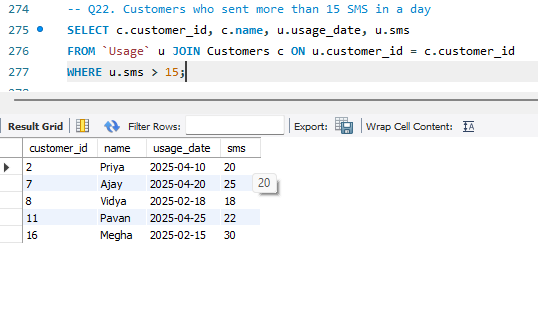 274 -- Q22. Customers who sent more than 15 SMS in a day
275 SELECT c.customer_id, c.name, u.usage_date, u.sms
276 FROM `Usage` u JOIN Customers c ON u.customer_id = c.customer_id
277 WHERE u.sms > 15;
Result Grid Filter Rows: Export: Wrap Cell Content: IA
customer_id name usage_date sms
2 Priya 2025-04-10 20
7 Ajay 2025-04-20 25 20
8 Vidya 2025-02-18 18
11 Pavan 2025-04-25 22
16 Megha 2025-02-15 30